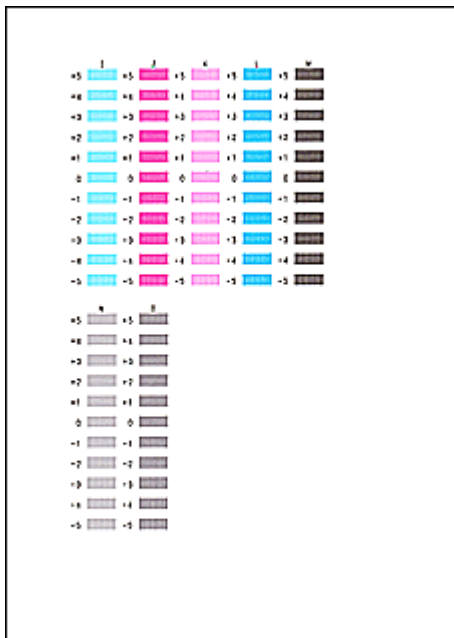 +5 +5 +5 +5 +5
+4 +4 +4 +4 +4
+3 +3 +3 +3 +3
+2 +2 +2 +2 +2
+1 +1 +1 +1 +1
0 0 0 0 0
-1 -1 -1 -1 -1
-2 -2 -2 -2 -2
-3 -3 -3 -3 -3
-4 -4 -4 -4 -4
-5 -5 -5 -5 -5
+5 +5
+4 +4
+3 +3
+2 +2
+1 +1
0 0
-1 -1
-2 -2
-3 -3
-4 -4
-5 -5